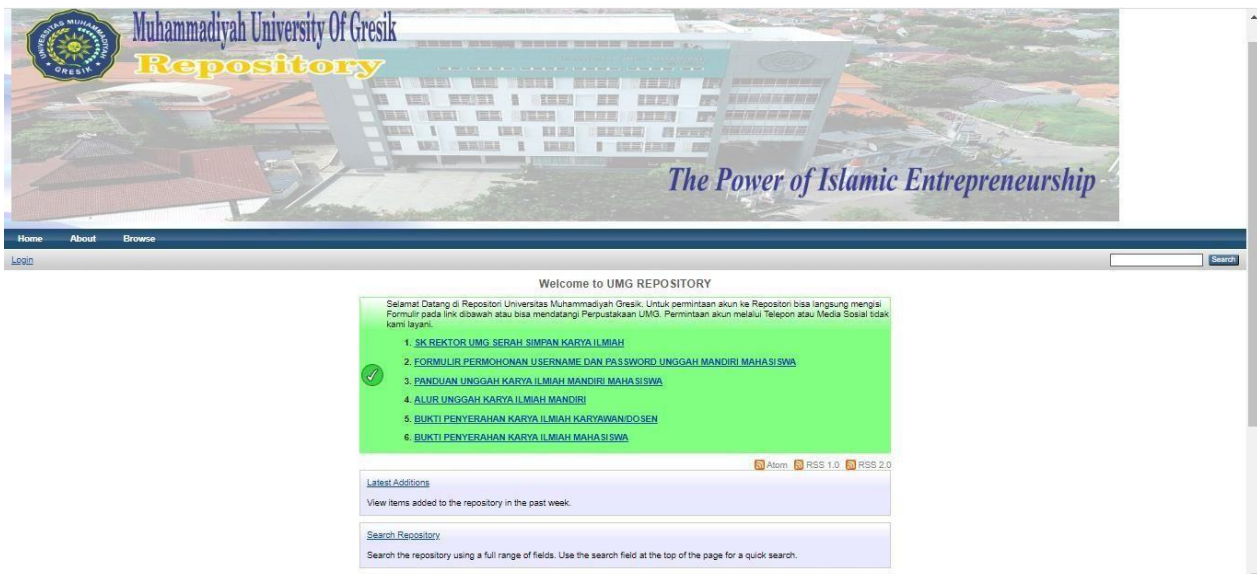 UNIVERSITAS MUHAMMADIYAH
GRESIK
Muhammadiyah University Of Gresik
Repository
The Power of Islamic Entrepreneurship
Home About Browse
Login Search
Welcome to UMG REPOSITORY
Selamat Datang di Repositori Universitas Muhammadiyah Gresik. Untuk permintaan akun ke Repositori bisa langsung mengisi
Formulir pada link dibawah atau bisa mendatangi Perpustakaan UMG. Permintaan akun melalui Telepon atau Media Sosial tidak
kami layani.
1. SK REKTOR UMG SERAH SIMPAN KARYA ILMIAH
2. FORMULIR PERMOHONAN USERNAME DAN PASSWORD UNGGAH MANDIRI MAHASISWA
3. PANDUAN UNGGAH KARYA ILMIAH MANDIRI MAHASISWA
4. ALUR UNGGAH KARYA ILMIAH MANDIRI
5. BUKTI PENYERAHAN KARYA ILMIAH KARYAWAN/DOSEN
6. BUKTI PENYERAHAN KARYA ILMIAH MAHASISWA
Atom RSS 1.0 RSS 2.0
Latest Additions
View items added to the repository in the past week.
Search Repository
Search the repository using a full range of fields. Use the search field at the top of the page for a quick search.